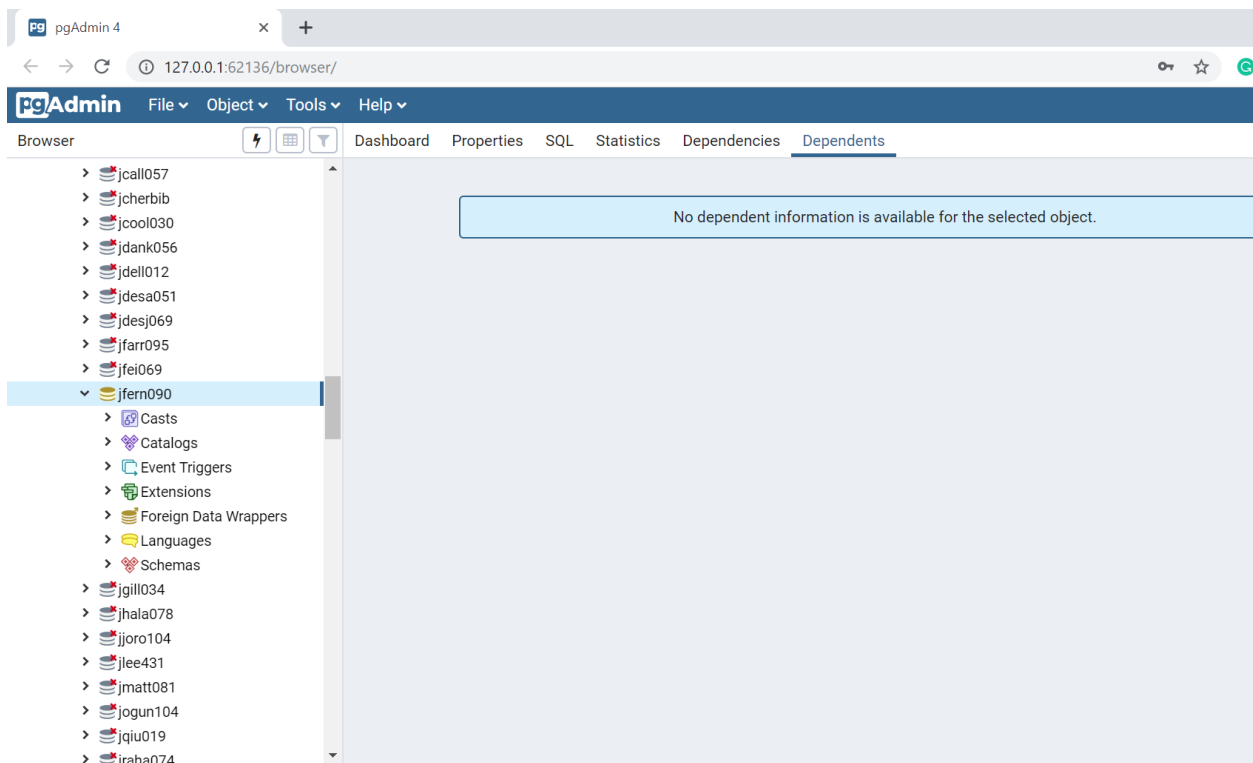 pgAdmin 4
127.0.0.1:62136/browser/
pgAdmin File Object Tools Help
Browser Dashboard Properties SQL Statistics Dependencies Dependents
jcall057
jcherbib
jcool030
jdank056
jdell012
jdesa051
jdesj069
jfarr095
jfei069
jfern090
Casts
Catalogs
Event Triggers
Extensions
Foreign Data Wrappers
Languages
Schemas
jgill034
jhala078
jjoro104
jlee431
jmatt081
jogun104
jqiu019
jraha074
No dependent information is available for the selected object.